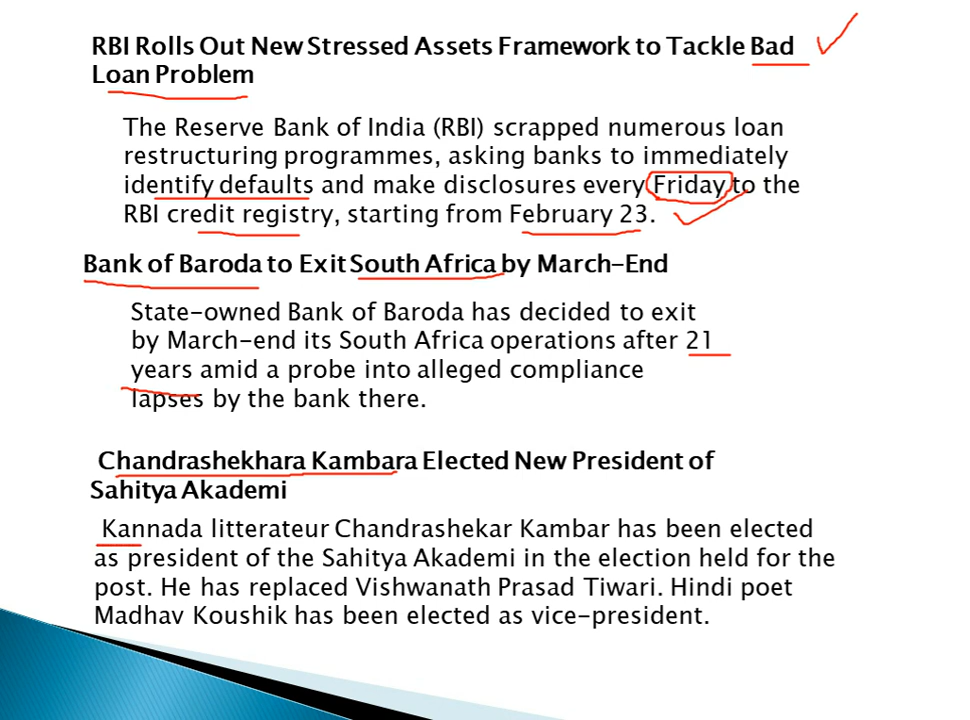 RBI Rolls Out New Stressed Assets Framework to Tackle Bad
Loan Problem
The Reserve Bank of India (RBI) scrapped numerous loan
restructuring programmes, asking banks to immediately
identify defaults and make disclosures every Friday to the
RBI credit registry, starting from February 23.
Bank of Baroda to Exit South Africa by March-End
State-owned Bank of Baroda has decided to exit
by March-end its South Africa operations after 21
years amid a probe into alleged compliance
lapses by the bank there.
Chandrashekhara Kambara Elected New President of
Sahitya Akademi
Kannada litterateur Chandrashekar Kambar has been elected
as president of the Sahitya Akademi in the election held for the
post. He has replaced Vishwanath Prasad Tiwari. Hindi poet
Madhav Koushik has been elected as vice-president.